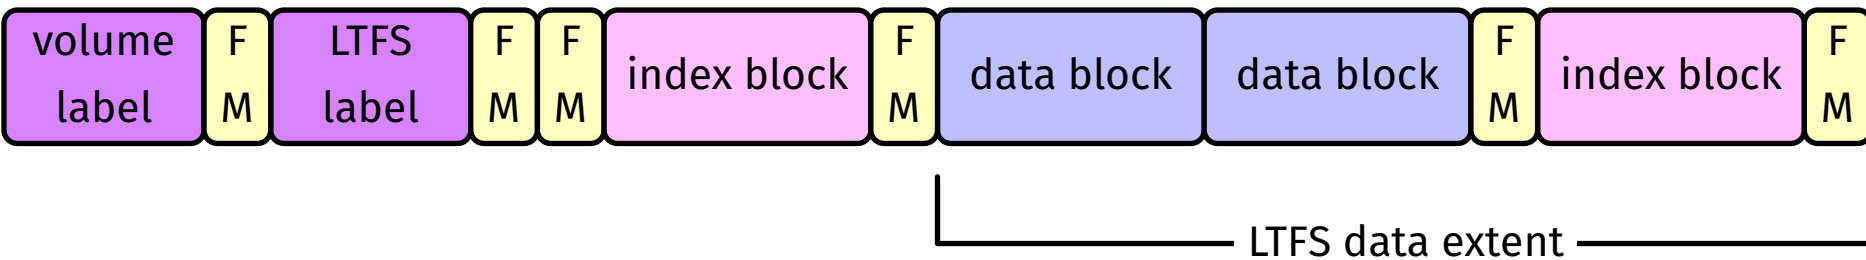 volume label
F M
LTFS label
F M
F M
index block
F M
data block
data block
F M
index block
F M
LTFS data extent